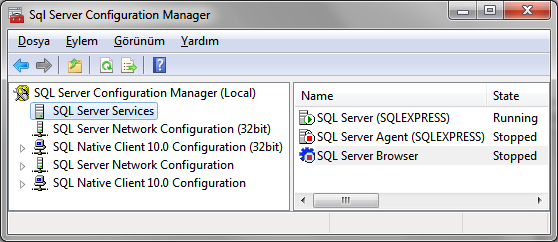 Sql Server Configuration Manager
Dosya Eylem Görünüm Yardım
SQL Server Configuration Manager (Local)
SQL Server Services
SQL Server Network Configuration (32bit)
SQL Native Client 10.0 Configuration (32bit)
SQL Server Network Configuration
SQL Native Client 10.0 Configuration
Name State
SQL Server (SQLEXPRESS) Running
SQL Server Agent (SQLEXPRESS) Stopped
SQL Server Browser Stopped